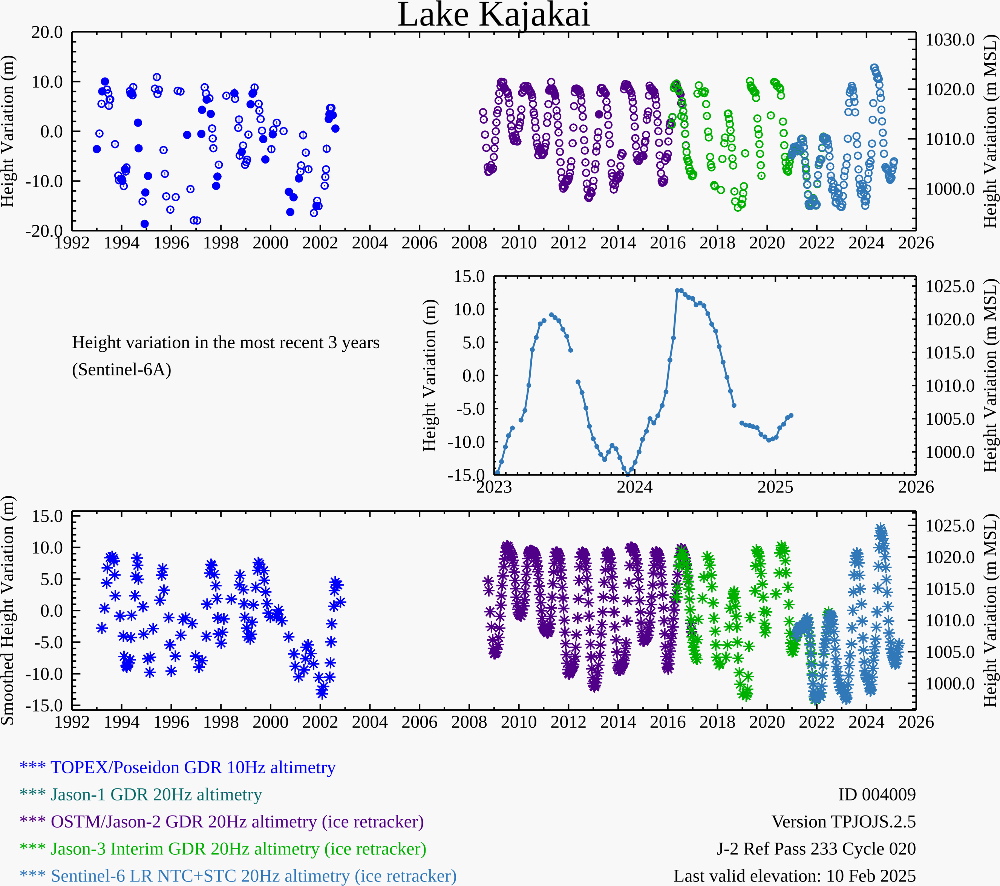 Lake Kajakai
20.0
10.0
0.0
-10.0
-20.0
Height Variation (m)
1030.0
1020.0
1010.0
1000.0
Height Variation (m MSL)
1992 1994 1996 1998 2000 2002 2004 2006 2008 2010 2012 2014 2016 2018 2020 2022 2024 2026
Height variation in the most recent 3 years
(Sentinel-6A)
15.0
10.0
5.0
0.0
-5.0
-10.0
-15.0
Height Variation (m)
1025.0
1020.0
1015.0
1010.0
1005.0
1000.0
Height Variation (m MSL)
2023 2024 2025 2026
15.0
10.0
5.0
0.0
-5.0
-10.0
-15.0
Smoothed Height Variation (m)
1025.0
1020.0
1015.0
1010.0
1005.0
1000.0
Height Variation (m MSL)
1992 1994 1996 1998 2000 2002 2004 2006 2008 2010 2012 2014 2016 2018 2020 2022 2024 2026
*** TOPEX/Poseidon GDR 10Hz altimetry
*** Jason-1 GDR 20Hz altimetry
*** OSTM/Jason-2 GDR 20Hz altimetry (ice retracker)
*** Jason-3 Interim GDR 20Hz altimetry (ice retracker)
*** Sentinel-6 LR NTC+STC 20Hz altimetry (ice retracker)
ID 004009
Version TPJOJS.2.5
J-2 Ref Pass 233 Cycle 020
Last valid elevation: 10 Feb 2025